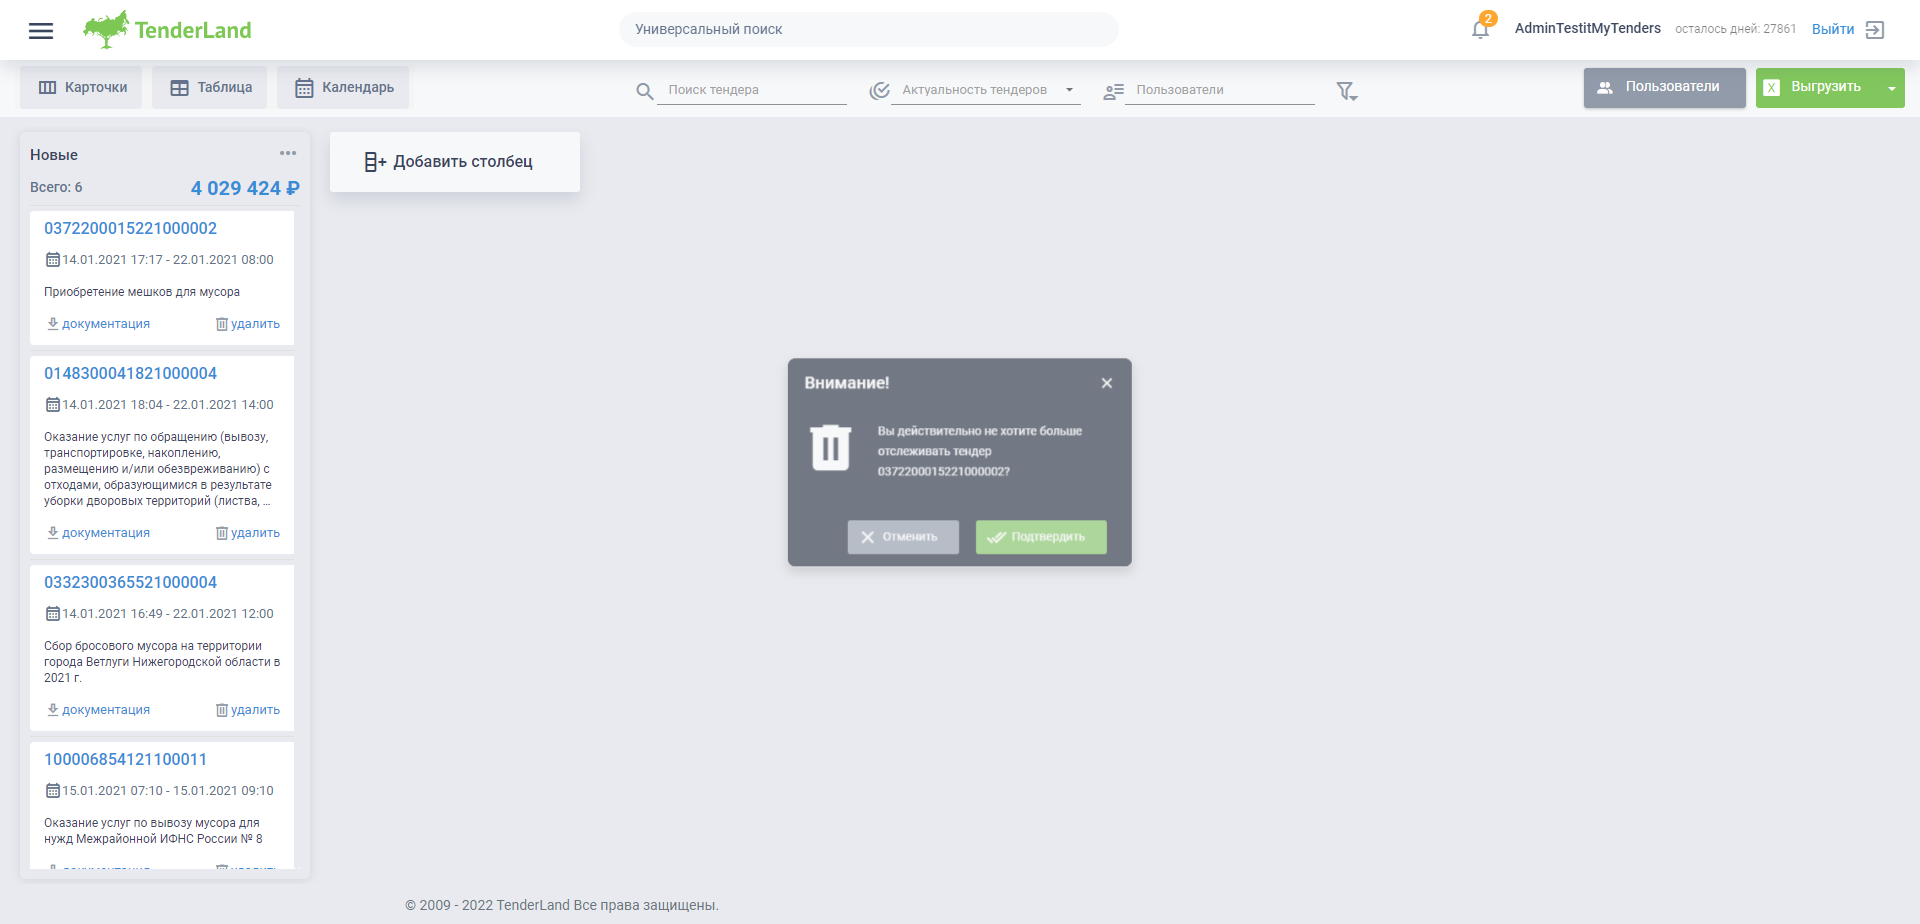 TenderLand
Универсальный поиск
2
AdminTestitMyTenders
осталось дней: 27861
Выйти
Карточки
Таблица
Календарь
Поиск тендера
Актуальность тендеров
Пользователи
Пользователи
X
Выгрузить
Новые
Всего: 6
4 029 424 ₽
0372200015221000002
14.01.2021 17:17 - 22.01.2021 08:00
Приобретение мешков для мусора
документация
удалить
0148300041821000004
14.01.2021 18:04 - 22.01.2021 14:00
Оказание услуг по обращению (вывозу,
транспортировке, накоплению,
размещению и/или обезвреживанию) с
отходами, образующимися в результате
уборки дворовых территорий (листва, ...
документация
удалить
0332300365521000004
14.01.2021 16:49 - 22.01.2021 12:00
Сбор бросового мусора на территории
города Ветлуги Нижегородской области в
2021 г.
документация
удалить
100006854121100011
15.01.2021 07:10 - 15.01.2021 09:10
Оказание услуг по вывозу мусора для
нужд Межрайонной ИФНС России № 8
Добавить столбец
Внимание!
Вы действительно не хотите больше
отслеживать тендер
0372200015221000002?
Отменить
Подтвердить
© 2009 - 2022 TenderLand Все права защищены.